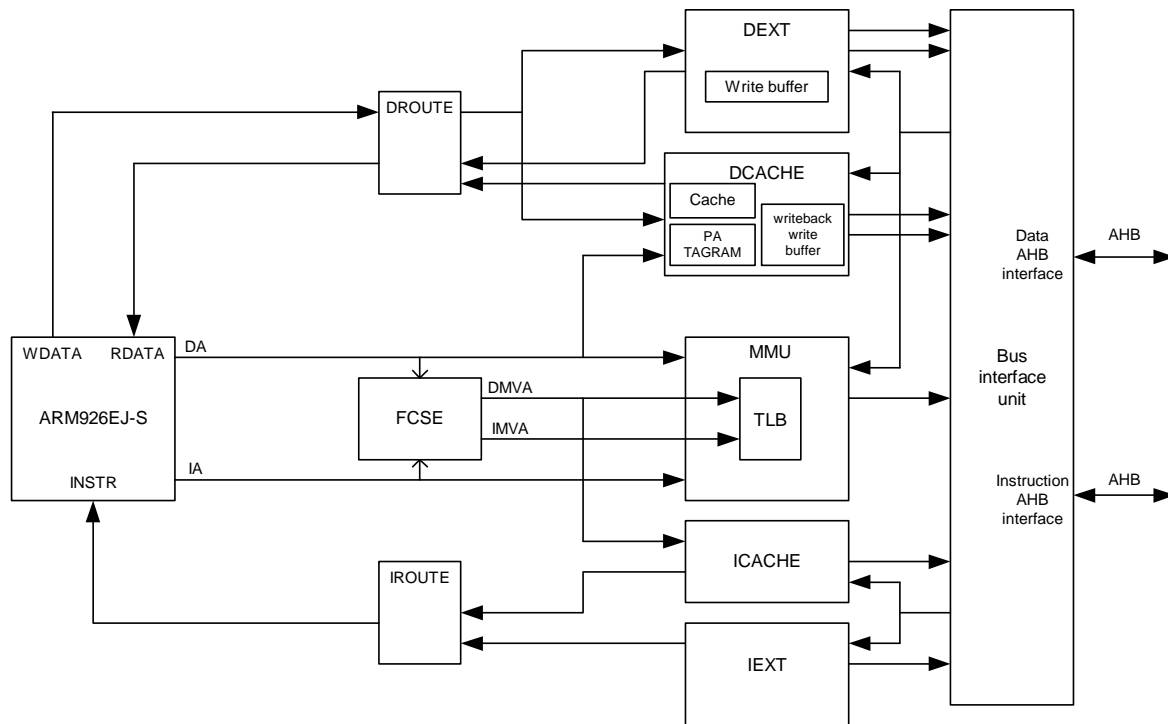 DEXT
Write buffer
DROUTE
DCACHE
Cache
PA
TAGRAM
writeback
write
buffer
Data
AHB
interface
AHB
WDATA
RDATA
DA
ARM926EJ-S
INSTR
IA
FCSE
DMVA
IMVA
MMU
TLB
Bus
interface
unit
Instruction
AHB
interface
AHB
IROUTE
ICACHE
IEXT